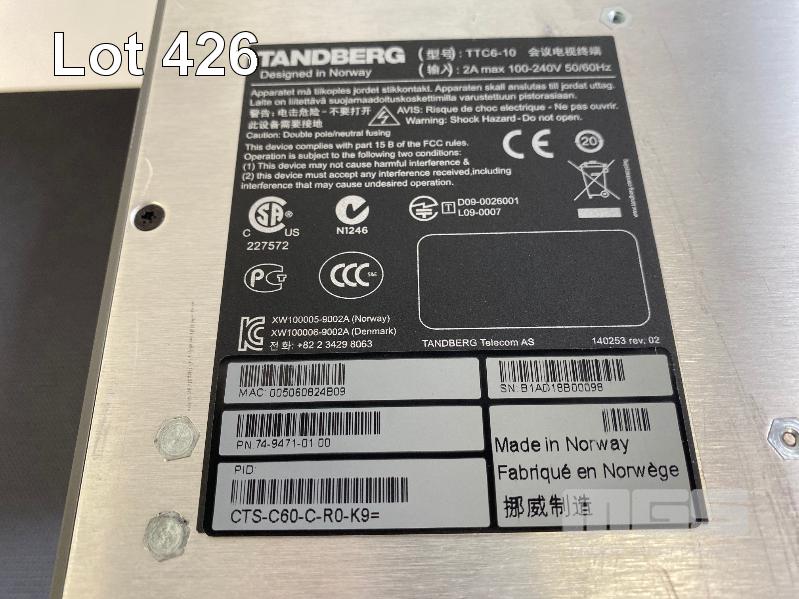 Lot 426
TANDBERG (型号) : TTC6-10 会议电视终端
Designed in Norway (输入) : 2A max 100-240V 50/60Hz
Apparatet må tilkoples jordet stikkontakt. Apparaten skall anslutas till jordat uttag.
Laite on liitettävä suojamaadoituskoskettimilla varustettuun pistorasiaan.
警告: 电击危险 - 不要打开
此设备需要接地
AVIS: Risque de choc electrique - Ne pas ouvrir.
Warning: Shock Hazard - Do not open.
Caution: Double pole/neutral fusing
This device complies with part 15 B of the FCC rules.
Operation is subject to the following two conditions:
(1) This device may not cause harmful interference &
(2) this device must accept any interference received,including
interference that may cause undesired operation.
CE
20
C SA ® US
227572
N1246
D09-0026001
T L09-0007
CCC S&E
XW100005-9002A (Norway)
XW100006-9002A (Denmark)
전 화: +82 2 3429 8063
TANDBERG Telecom AS 140253 rev. 02
MAC: 005060824B09
SN: B1AD18B00098
PN 74-9471-01 00
PID:
CTS-C60-C-R0-K9=
Made in Norway
Fabriqué en Norwège
挪威制造
MGS